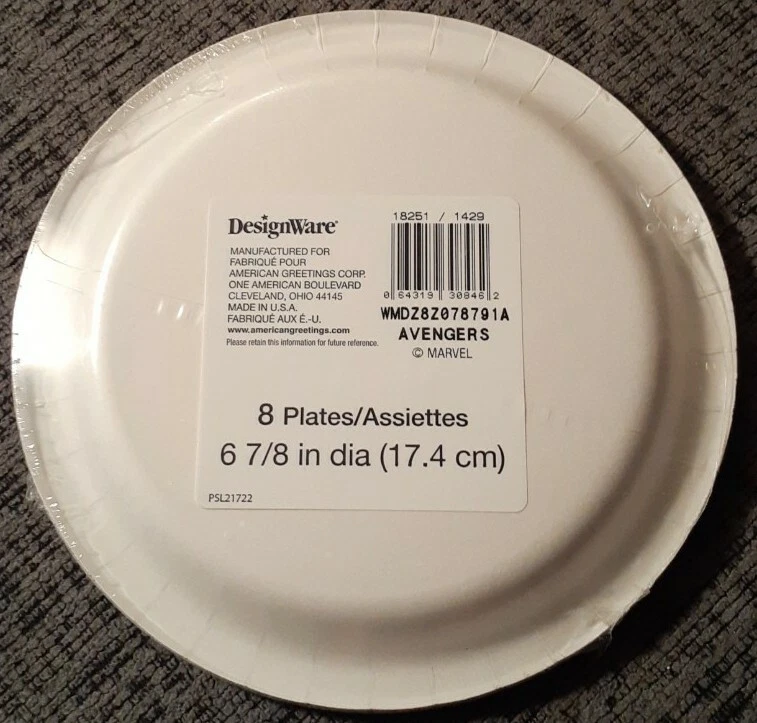 DesignWare®
MANUFACTURED FOR
FABRIQUÉ POUR
AMERICAN GREETINGS CORP.
ONE AMERICAN BOULEVARD
CLEVELAND, OHIO 44145
MADE IN U.S.A.
FABRIQUÉ AUX É.-U.
www.americangreetings.com
Please retain this information for future reference.
18251 / 1429
0 64319 30846 2
WMDZ8Z078791A
AVENGERS
© MARVEL
8 Plates/Assiettes
6 7/8 in dia (17.4 cm)
PSL21722